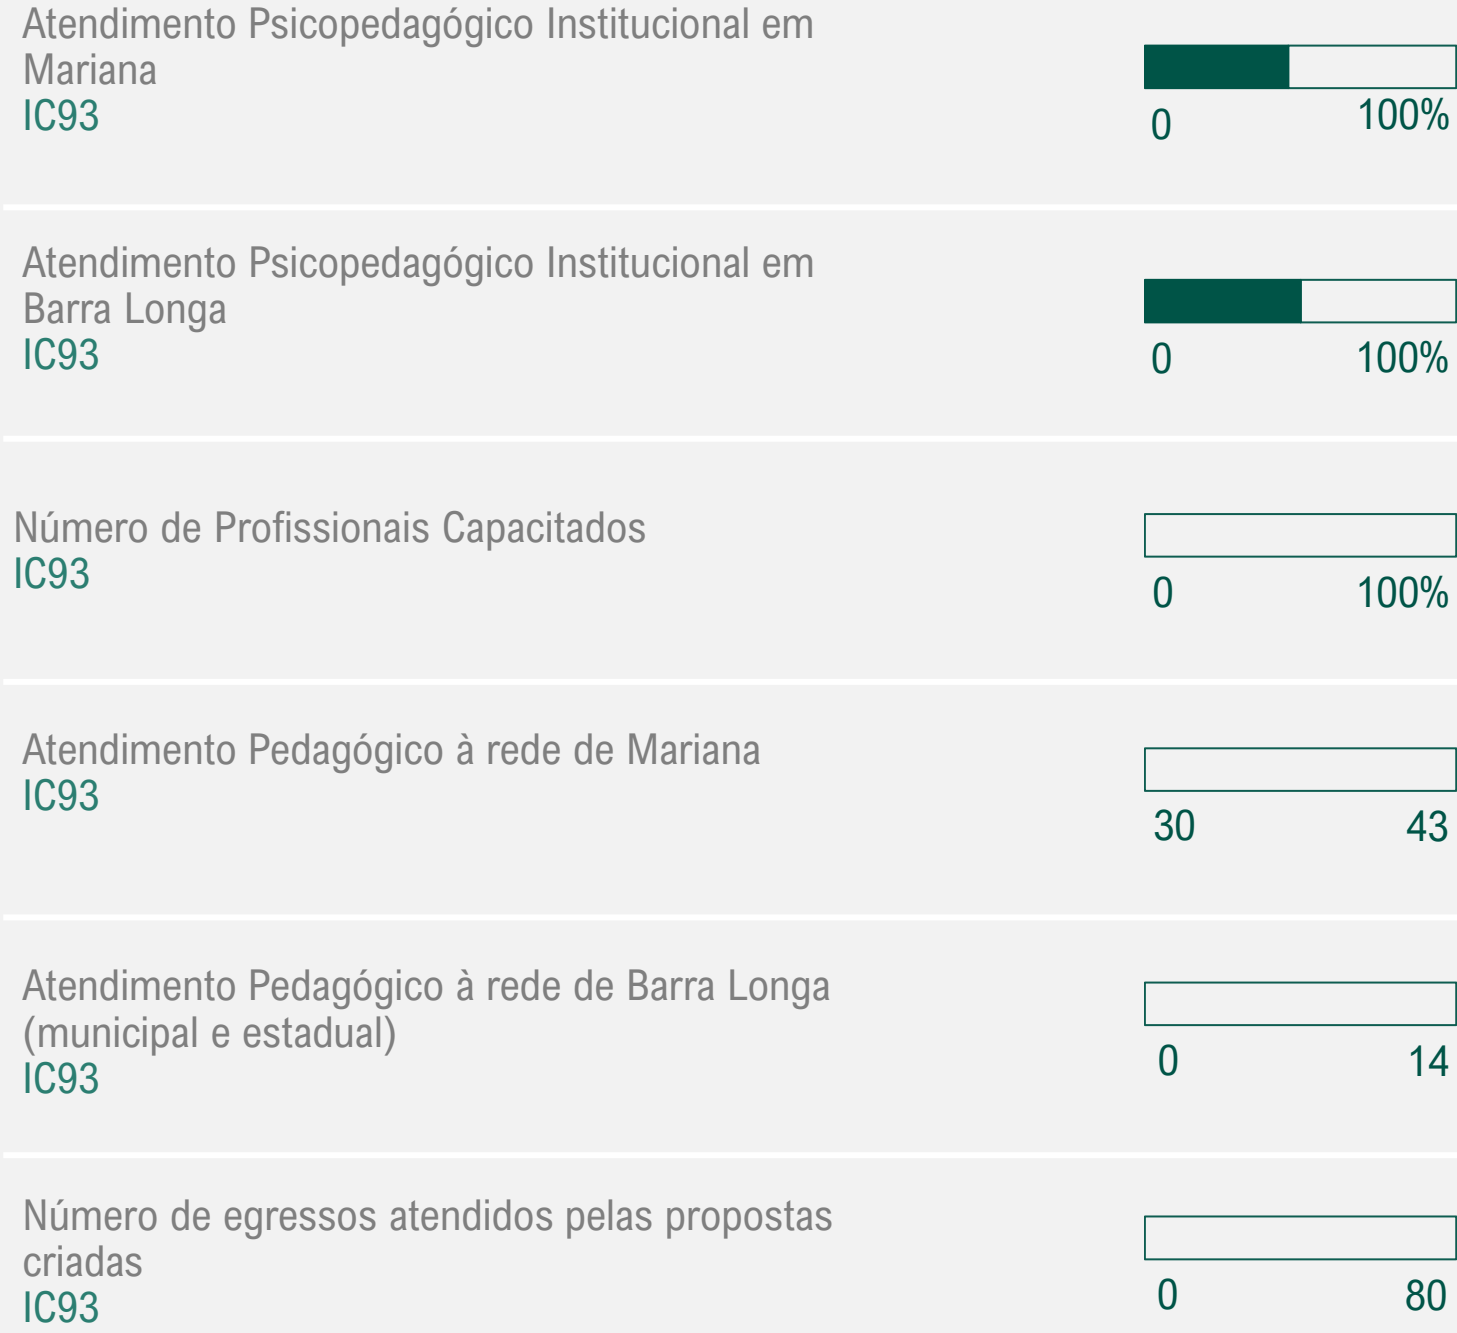 Atendimento Psicopedagógico Institucional em
Mariana
IC93
0 100%
Atendimento Psicopedagógico Institucional em
Barra Longa
IC93
0 100%
Número de Profissionais Capacitados
IC93
0 100%
Atendimento Pedagógico à rede de Mariana
IC93
30 43
Atendimento Pedagógico à rede de Barra Longa
(municipal e estadual)
IC93
0 14
Número de egressos atendidos pelas propostas
criadas
IC93
0 80